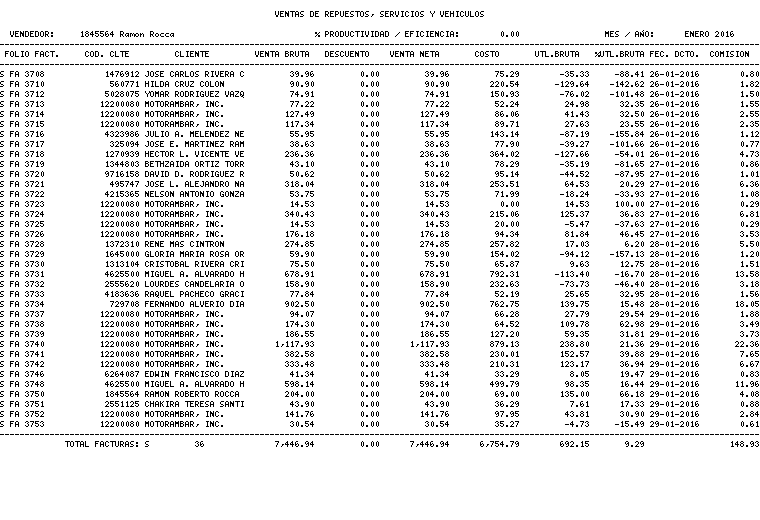 VENTAS DE REPUESTOS, SERVICIOS Y VEHICULOS
VENDEDOR: 1845564 Ramon Rocca % PRODUCTIVIDAD / EFICIENCIA: 0.00 MES / AÑO: ENERO 2016
FOLIO FACT. COD. CLTE CLIENTE VENTA BRUTA DESCUENTO VENTA NETA COSTO UTL.BRUTA %UTL.BRUTA FEC. DCTO. COMISION
S FA 3708 1476912 JOSE CARLOS RIVERA C 39.96 0.00 39.96 75.29 -35.33 -88.41 26-01-2016 0.80
S FA 3710 560771 HILDA CRUZ COLON 90.90 0.00 90.90 220.54 -129.64 -142.62 26-01-2016 1.82
S FA 3712 5028075 YOMAR RODRIGUEZ VAZQ 74.91 0.00 74.91 150.93 -76.02 -101.48 26-01-2016 1.50
S FA 3713 12200080 MOTORAMBAR, INC. 77.22 0.00 77.22 52.24 24.98 32.35 26-01-2016 1.55
S FA 3714 12200080 MOTORAMBAR, INC. 127.49 0.00 127.49 86.06 41.43 32.50 26-01-2016 2.55
S FA 3715 12200080 MOTORAMBAR, INC. 117.34 0.00 117.34 89.71 27.63 23.55 26-01-2016 2.35
S FA 3716 4323986 JULIO A. MELENDEZ NE 55.95 0.00 55.95 143.14 -87.19 -155.84 26-01-2016 1.12
S FA 3717 325094 JOSE E. MARTINEZ RAM 38.63 0.00 38.63 77.90 -39.27 -101.66 26-01-2016 0.77
S FA 3718 1270939 HECTOR L. VICENTE VE 236.36 0.00 236.36 364.02 -127.66 -54.01 26-01-2016 4.73
S FA 3719 1344803 BETHZAIDA ORTIZ TORR 43.10 0.00 43.10 78.29 -35.19 -81.65 27-01-2016 0.86
S FA 3720 9716158 DAVID D. RODRIGUEZ R 50.62 0.00 50.62 95.14 -44.52 -87.95 27-01-2016 1.01
S FA 3721 495747 JOSE L. ALEJANDRO NA 318.04 0.00 318.04 253.51 64.53 20.29 27-01-2016 6.36
S FA 3722 4215365 NELSON ANTONIO GONZA 53.75 0.00 53.75 71.99 -18.24 -33.93 27-01-2016 1.08
S FA 3723 12200080 MOTORAMBAR, INC. 14.53 0.00 14.53 0.00 14.53 100.00 27-01-2016 0.29
S FA 3724 12200080 MOTORAMBAR, INC. 340.43 0.00 340.43 215.06 125.37 36.83 27-01-2016 6.81
S FA 3725 12200080 MOTORAMBAR, INC. 14.53 0.00 14.53 20.00 -5.47 -37.63 27-01-2016 0.29
S FA 3726 12200080 MOTORAMBAR, INC. 176.18 0.00 176.18 94.34 81.84 46.45 27-01-2016 3.53
S FA 3728 1372310 RENE MAS CINTRON 274.85 0.00 274.85 257.82 17.03 6.20 28-01-2016 5.50
S FA 3729 1645000 GLORIA MARIA ROSA OR 59.90 0.00 59.90 154.02 -94.12 -157.13 28-01-2016 1.20
S FA 3730 1313104 CRISTOBAL RIVERA CRI 75.50 0.00 75.50 65.87 9.63 12.75 28-01-2016 1.51
S FA 3731 4625500 MIGUEL A. ALVARADO H 678.91 0.00 678.91 792.31 -113.40 -16.70 28-01-2016 13.58
S FA 3732 2555620 LOURDES CANDELARIA O 158.90 0.00 158.90 232.63 -73.73 -46.40 28-01-2016 3.18
S FA 3733 4183636 RAQUEL PACHECO GRACI 77.84 0.00 77.84 52.19 25.65 32.95 28-01-2016 1.56
S FA 3734 729708 FERNANDO ALVERIO DIA 902.50 0.00 902.50 762.75 139.75 15.48 28-01-2016 18.05
S FA 3737 12200080 MOTORAMBAR, INC. 94.07 0.00 94.07 66.28 27.79 29.54 29-01-2016 1.88
S FA 3738 12200080 MOTORAMBAR, INC. 174.30 0.00 174.30 64.52 109.78 62.98 29-01-2016 3.49
S FA 3739 12200080 MOTORAMBAR, INC. 186.55 0.00 186.55 127.20 59.35 31.81 29-01-2016 3.73
S FA 3740 12200080 MOTORAMBAR, INC. 1,117.93 0.00 1,117.93 879.13 238.80 21.36 29-01-2016 22.36
S FA 3741 12200080 MOTORAMBAR, INC. 382.58 0.00 382.58 230.01 152.57 39.88 29-01-2016 7.65
S FA 3742 12200080 MOTORAMBAR, INC. 333.48 0.00 333.48 210.31 123.17 36.94 29-01-2016 6.67
S FA 3746 6264087 EDWIN FRANCISCO DIAZ 41.34 0.00 41.34 33.29 8.05 19.47 29-01-2016 0.83
S FA 3748 4625500 MIGUEL A. ALVARADO H 598.14 0.00 598.14 499.79 98.35 16.44 29-01-2016 11.96
S FA 3750 1845564 RAMON ROBERTO ROCCA 204.00 0.00 204.00 69.00 135.00 66.18 29-01-2016 4.08
S FA 3751 2551125 CHAKIRA TERESA SANTI 43.90 0.00 43.90 36.29 7.61 17.33 29-01-2016 0.88
S FA 3752 12200080 MOTORAMBAR, INC. 141.76 0.00 141.76 97.95 43.81 30.90 29-01-2016 2.84
S FA 3753 12200080 MOTORAMBAR, INC. 30.54 0.00 30.54 35.27 -4.73 -15.49 29-01-2016 0.61
TOTAL FACTURAS: S 36 7,446.94 0.00 7,446.94 6,754.79 692.15 9.29 148.93